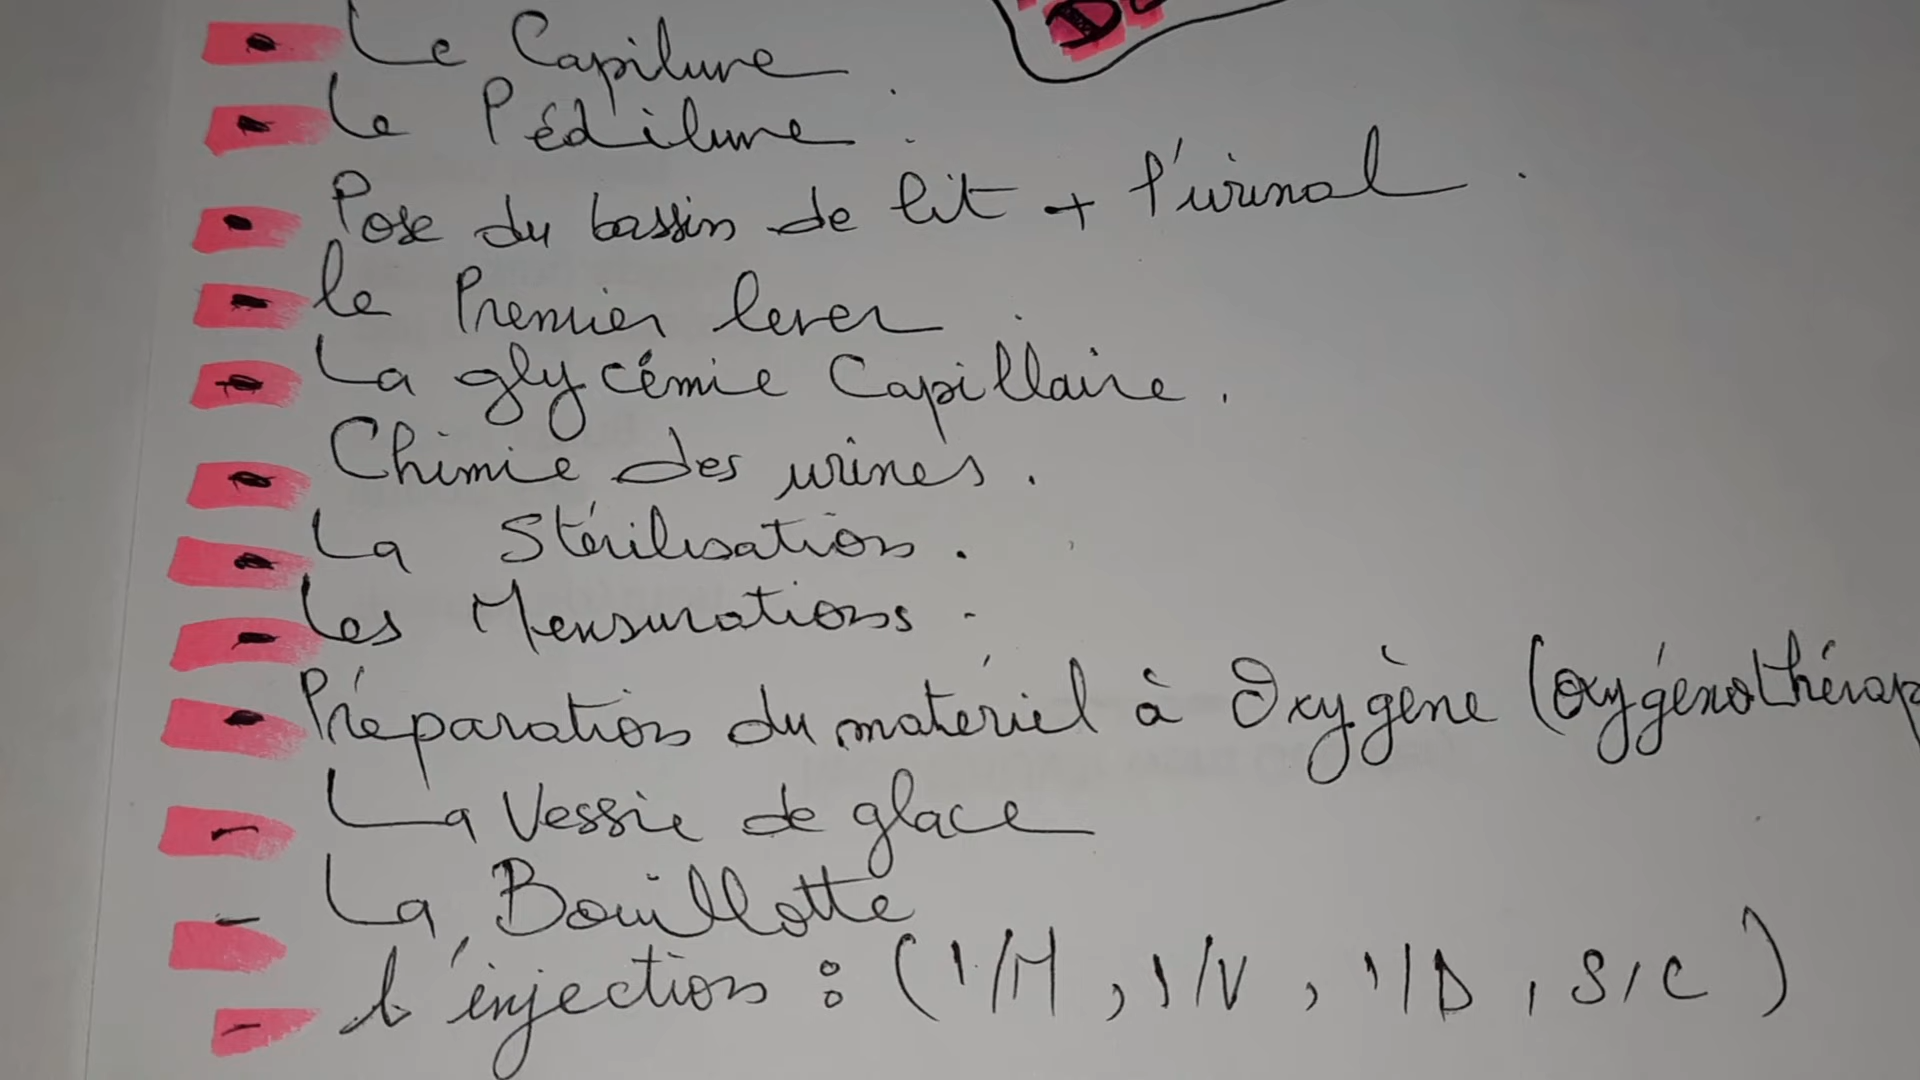 - Le Capilure
- Le Pédilure.
- Pose du bassin de lit + l'urinal.
- le Premier lever.
- La glycémie Capillaire.
- Chimie des urines.
- La Stérilisation.
- Les Mensurations.
- Préparation du matériel à Oxygène (oxygénothérap
- La Vessie de glace
- La Bouillotte
- L'injection : (I/M, I/V, I/D, S/C)